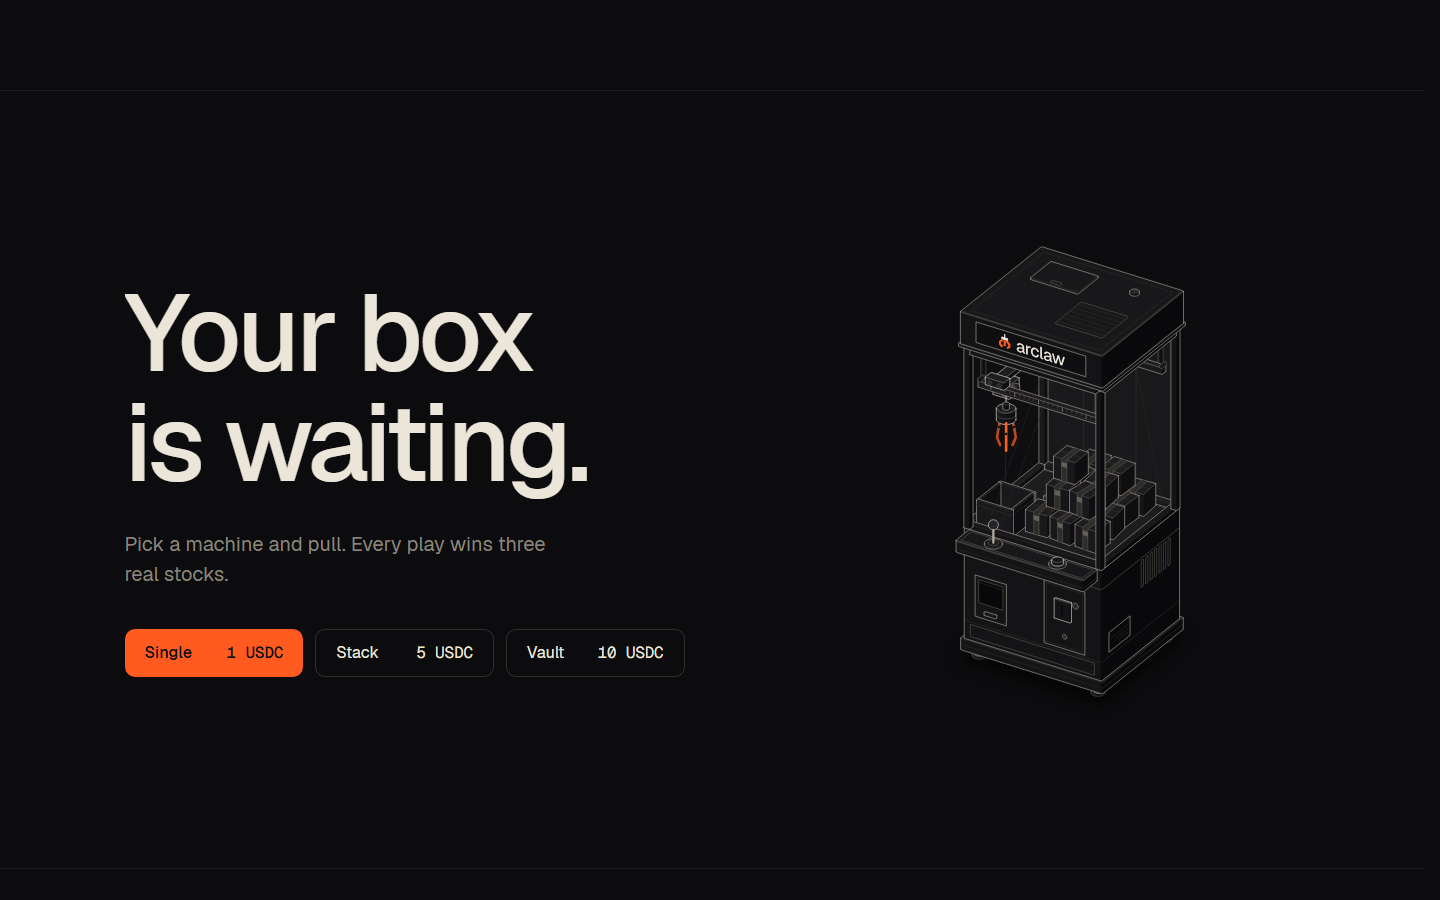 Your box
is waiting.
Pick a machine and pull. Every play wins three
real stocks.
Single 1 USDC
Stack 5 USDC
Vault 10 USDC
arclaw